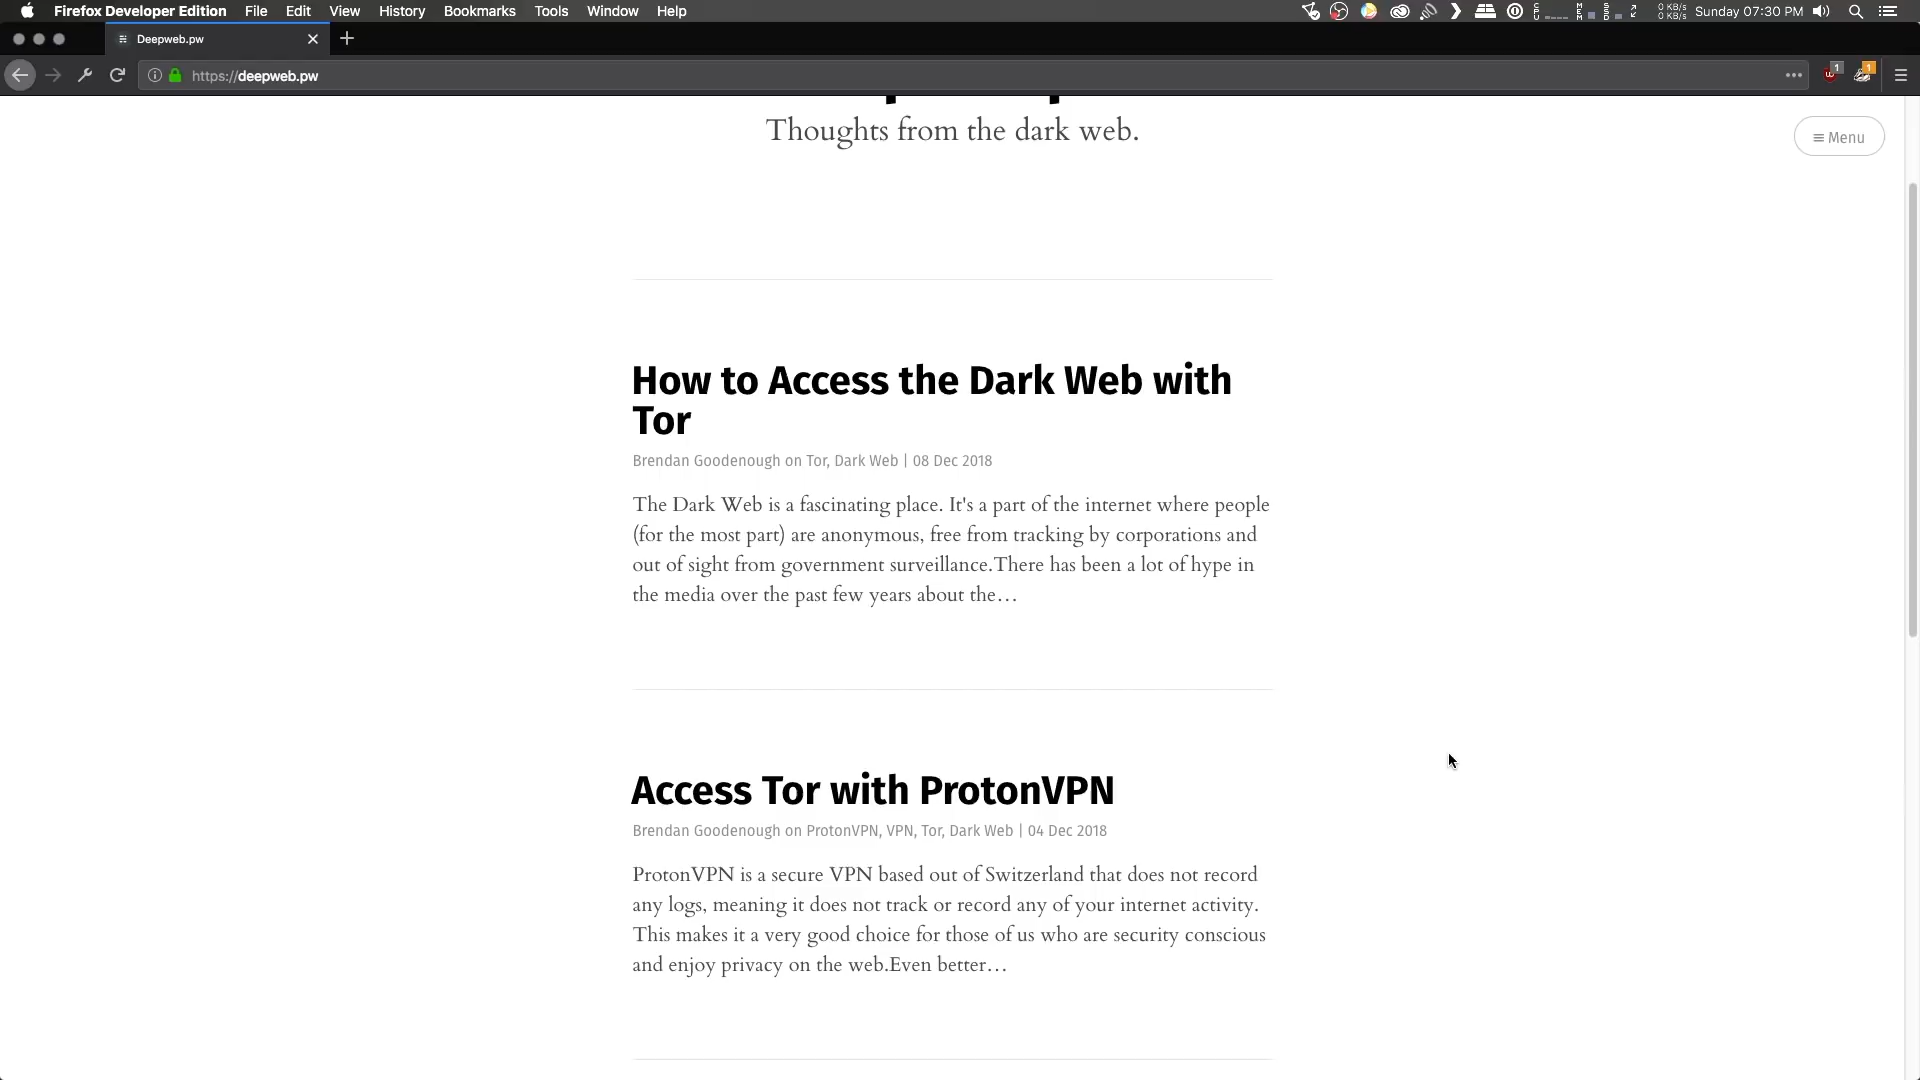 Firefox Developer Edition File Edit View History Bookmarks Tools Window Help
0 KB/s
0 KB/s
Sunday 07:30 PM
Deepweb.pw
https://deepweb.pw
1
1
Thoughts from the dark web.
≡ Menu
How to Access the Dark Web with
Tor
Brendan Goodenough on Tor, Dark Web | 08 Dec 2018
The Dark Web is a fascinating place. It's a part of the internet where people
(for the most part) are anonymous, free from tracking by corporations and
out of sight from government surveillance.There has been a lot of hype in
the media over the past few years about the…
Access Tor with ProtonVPN
Brendan Goodenough on ProtonVPN, VPN, Tor, Dark Web | 04 Dec 2018
ProtonVPN is a secure VPN based out of Switzerland that does not record
any logs, meaning it does not track or record any of your internet activity.
This makes it a very good choice for those of us who are security conscious
and enjoy privacy on the web.Even better…